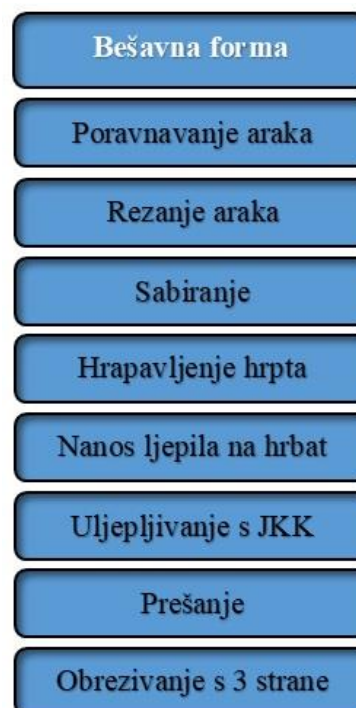 Bešavna forma
Poravnavanje araka
Rezanje araka
Sabiranje
Hrapavljenje hrpta
Nanos ljepila na hrbat
Uljepljivanje s JKK
Prešanje
Obrezivanje s 3 strane